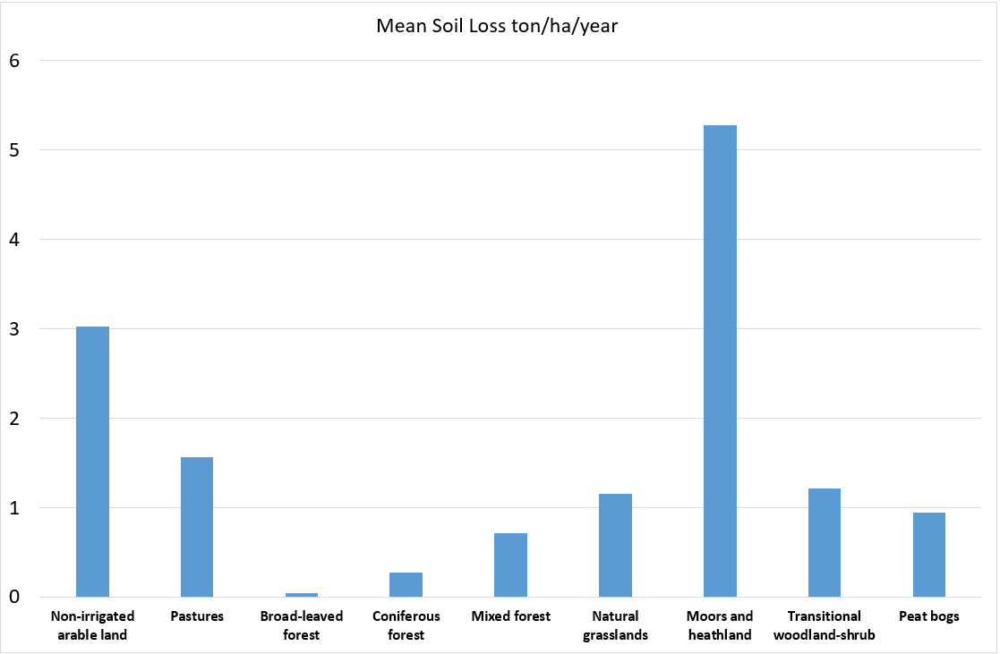 Mean Soil Loss ton/ha/year
6
5
4
3
2
1
0
Non-irrigated
arable land
Pastures
Broad-leaved
forest
Coniferous
forest
Mixed forest
Natural
grasslands
Moors and
heathland
Transitional
woodland-shrub
Peat bogs